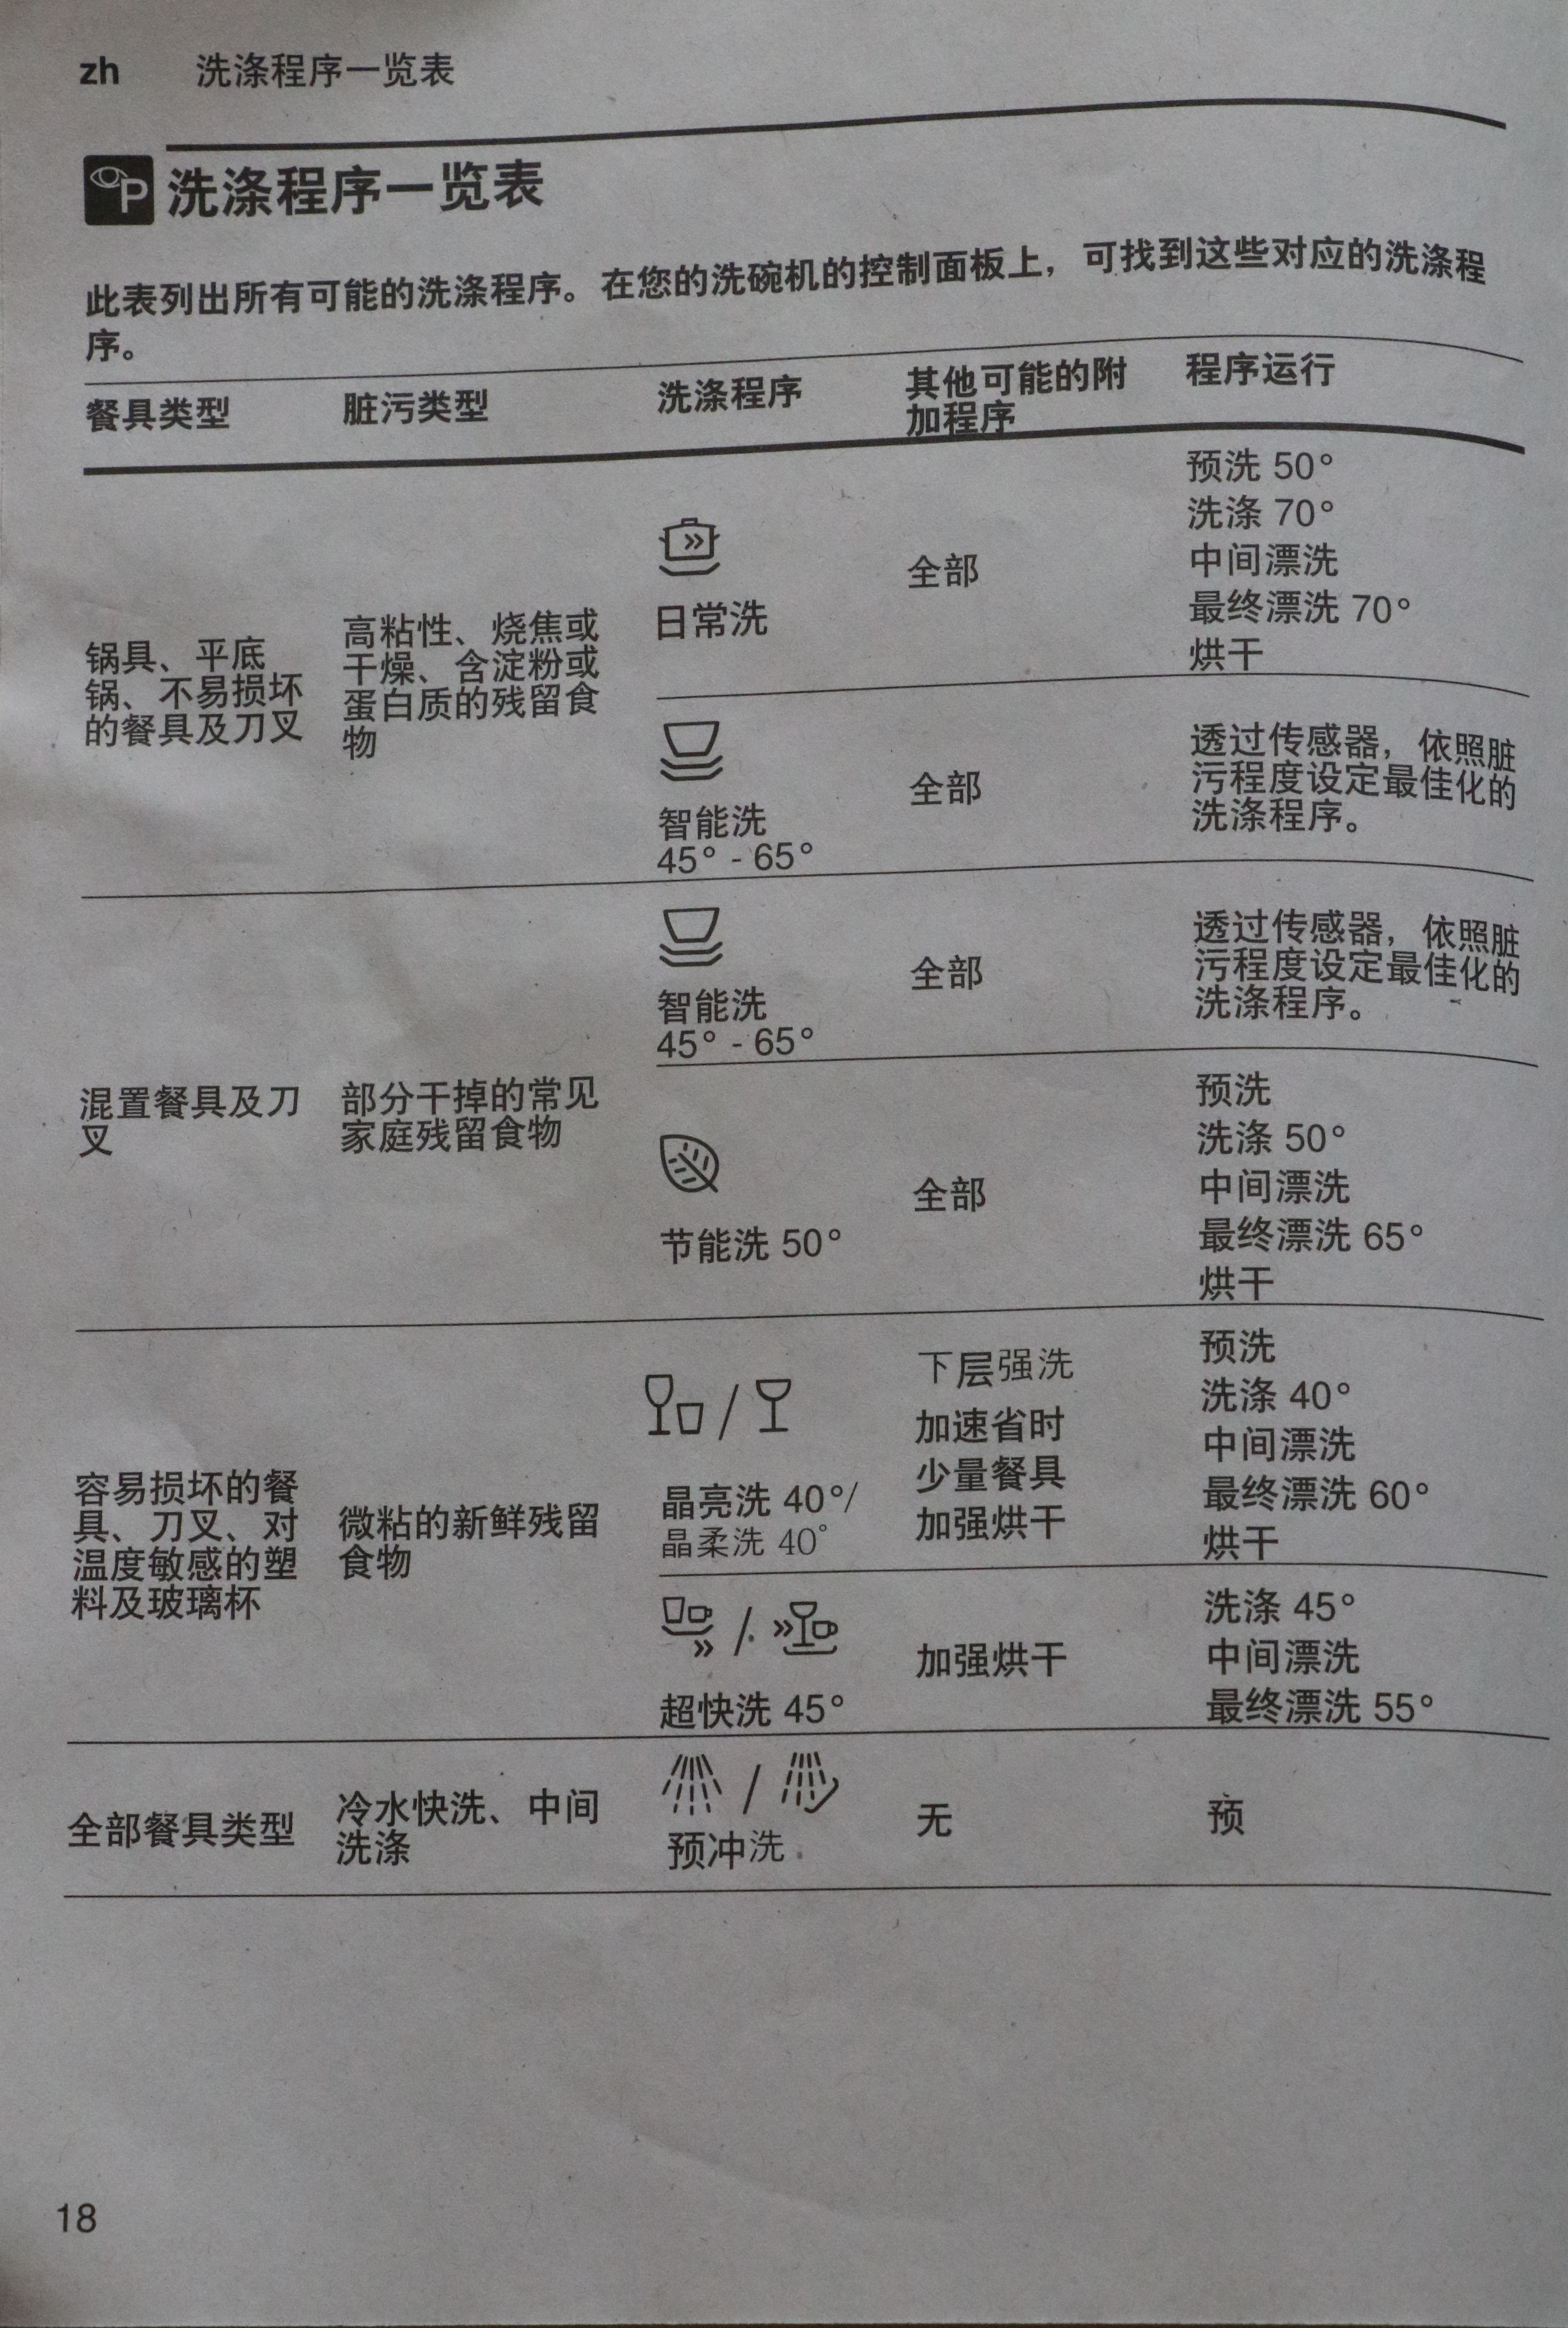 zh 洗涤程序一览表
P 洗涤程序一览表
此表列出所有可能的洗涤程序。在您的洗碗机的控制面板上，可找到这些对应的洗涤程
序。
餐具类型 脏污类型 洗涤程序 其他可能的附
加程序 程序运行
锅具、平底
锅、不易损坏
的餐具及刀叉
高粘性、烧焦或
干燥、含淀粉或
蛋白质的残留食
物
日常洗
全部
预洗 50°
洗涤 70°
中间漂洗
最终漂洗 70°
烘干
智能洗
45° - 65°
全部
透过传感器，依照脏
污程度设定最佳化的
洗涤程序。
混置餐具及刀
叉
部分干掉的常见
家庭残留食物
智能洗
45° - 65°
全部
透过传感器，依照脏
污程度设定最佳化的
洗涤程序。
节能洗 50°
全部
预洗
洗涤 50°
中间漂洗
最终漂洗 65°
烘干
容易损坏的餐
具、刀叉、对
温度敏感的塑
料及玻璃杯
微粘的新鲜残留
食物
/
晶亮洗 40°/
晶柔洗 40°
下层强洗
加速省时
少量餐具
加强烘干
预洗
洗涤 40°
中间漂洗
最终漂洗 60°
烘干
/
超快洗 45°
加强烘干
洗涤 45°
中间漂洗
最终漂洗 55°
全部餐具类型
冷水快洗、中间
洗涤
/
预冲洗
无
预
18